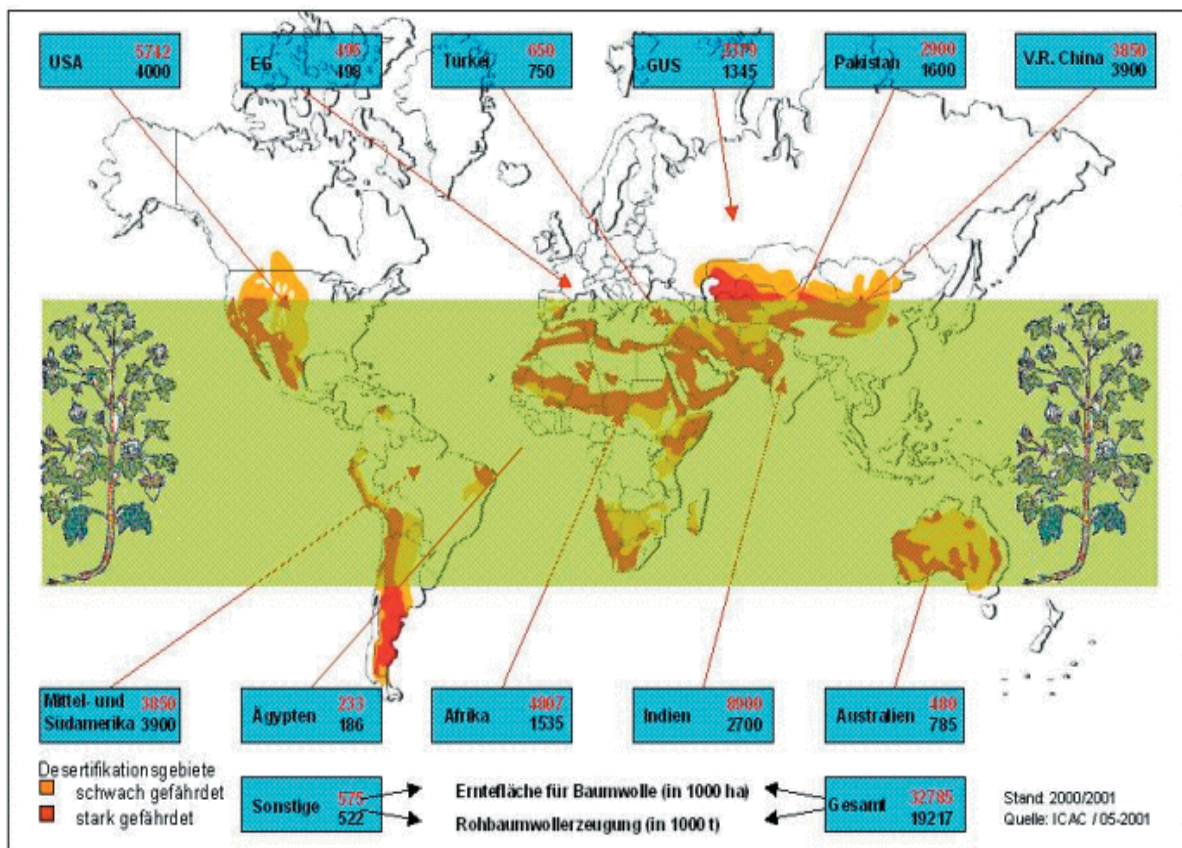 USA 5742
4000
EG 495
498
Türkei 650
750
GUS 2379
1345
Pakistan 2900
1600
V.R. China 3850
3900
Mittel- und 3850
Südamerika 3900
Ägypten 233
186
Afrika 4807
1535
Indien 8900
2700
Australien 480
785
Desertifikationsgebiete
schwach gefährdet
stark gefährdet
Sonstige 575
522
Erntefläche für Baumwolle (in 1000 ha)
Rohbaumwollerzeugung (in 1000 t)
Gesamt 32785
19217
Stand: 2000/2001
Quelle: ICAC / 05-2001